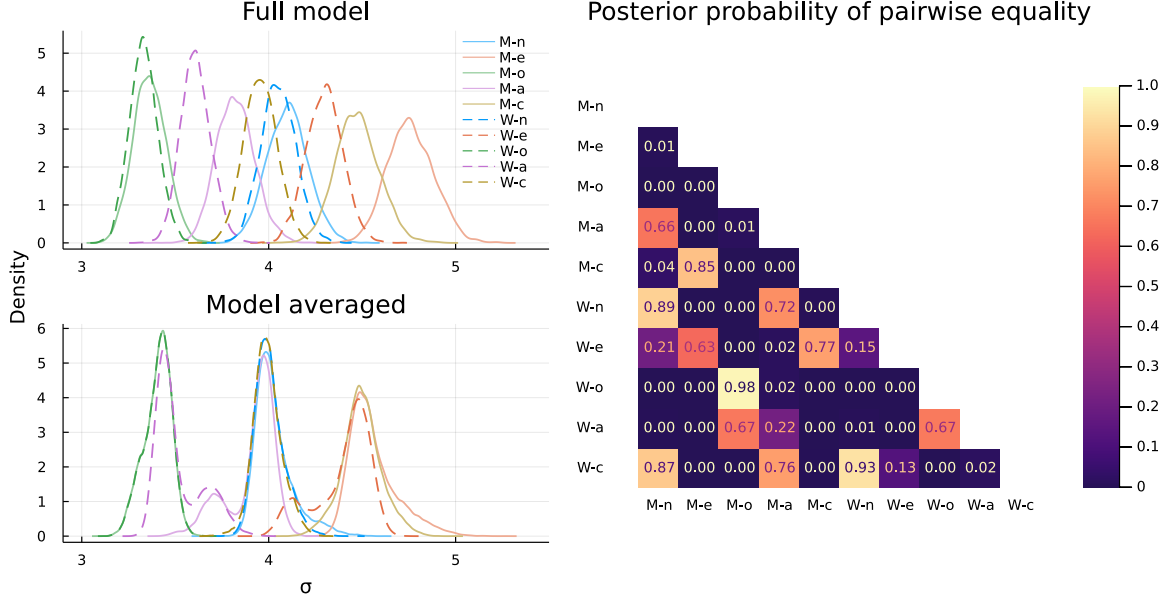 Full model
5
4
3
2
1
0
3
4
5
M-n
M-e
M-o
M-a
M-c
W-n
W-e
W-o
W-a
W-c
Density
Model averaged
6
5
4
3
2
1
0
3
4
5
σ
Posterior probability of pairwise equality
M-n
M-e 0.01
M-o 0.00 0.00
M-a 0.66 0.00 0.01
M-c 0.04 0.85 0.00 0.00
W-n 0.89 0.00 0.00 0.72 0.00
W-e 0.21 0.63 0.00 0.02 0.77 0.15
W-o 0.00 0.00 0.98 0.02 0.00 0.00 0.00
W-a 0.00 0.00 0.67 0.22 0.00 0.01 0.00 0.67
W-c 0.87 0.00 0.00 0.76 0.00 0.93 0.13 0.00 0.02
M-n M-e M-o M-a M-c W-n W-e W-o W-a W-c
1.0
0.9
0.8
0.7
0.6
0.5
0.4
0.3
0.2
0.1
0